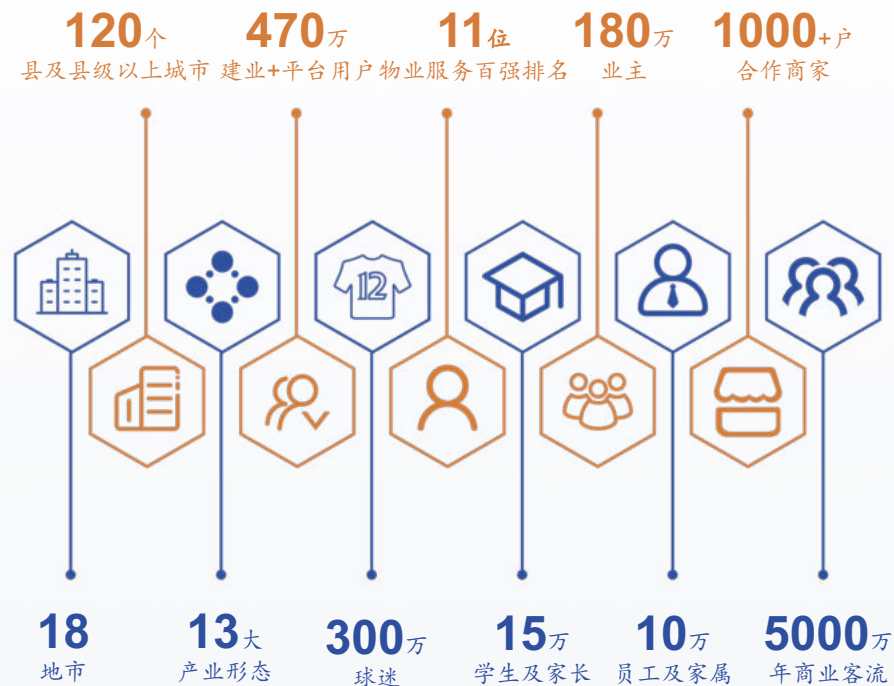 120个 470万 11位 180万 1000+户
县及县级以上城市 建业+平台用户 物业服务百强排名 业主 合作商家
12
18 13大 300万 15万 10万 5000万
地市 产业形态 球迷 学生及家长 员工及家属 年商业客流